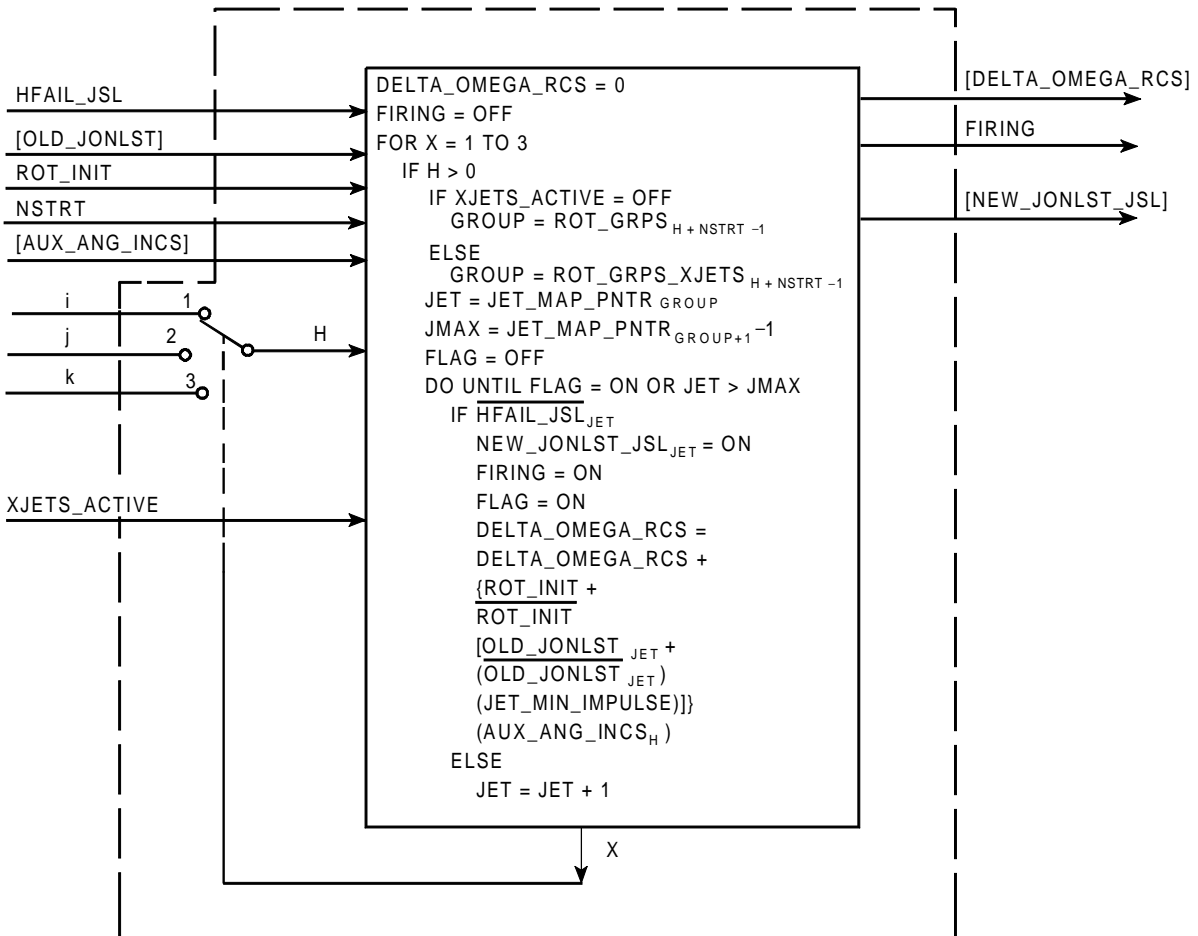 HFAIL_JSL
[OLD_JONLST]
ROT_INIT
NSTRT
[AUX_ANG_INCS]
i
1
j
2
k
3
H
XJETS_ACTIVE
DELTA_OMEGA_RCS = 0
FIRING = OFF
FOR X = 1 TO 3
IF H > 0
IF XJETS_ACTIVE = OFF
GROUP = ROT_GRPS H + NSTRT −1
ELSE
GROUP = ROT_GRPS_XJETS H + NSTRT −1
JET = JET_MAP_PNTR GROUP
JMAX = JET_MAP_PNTR GROUP+1 −1
FLAG = OFF
DO UNTIL FLAG = ON OR JET > JMAX
IF HFAIL_JSL JET
NEW_JONLST_JSL JET = ON
FIRING = ON
FLAG = ON
DELTA_OMEGA_RCS =
DELTA_OMEGA_RCS +
{ROT_INIT +
ROT_INIT
[OLD_JONLST JET +
(OLD_JONLST JET )
(JET_MIN_IMPULSE)]}
(AUX_ANG_INCS H )
ELSE
JET = JET + 1
X
[DELTA_OMEGA_RCS]
FIRING
[NEW_JONLST_JSL]